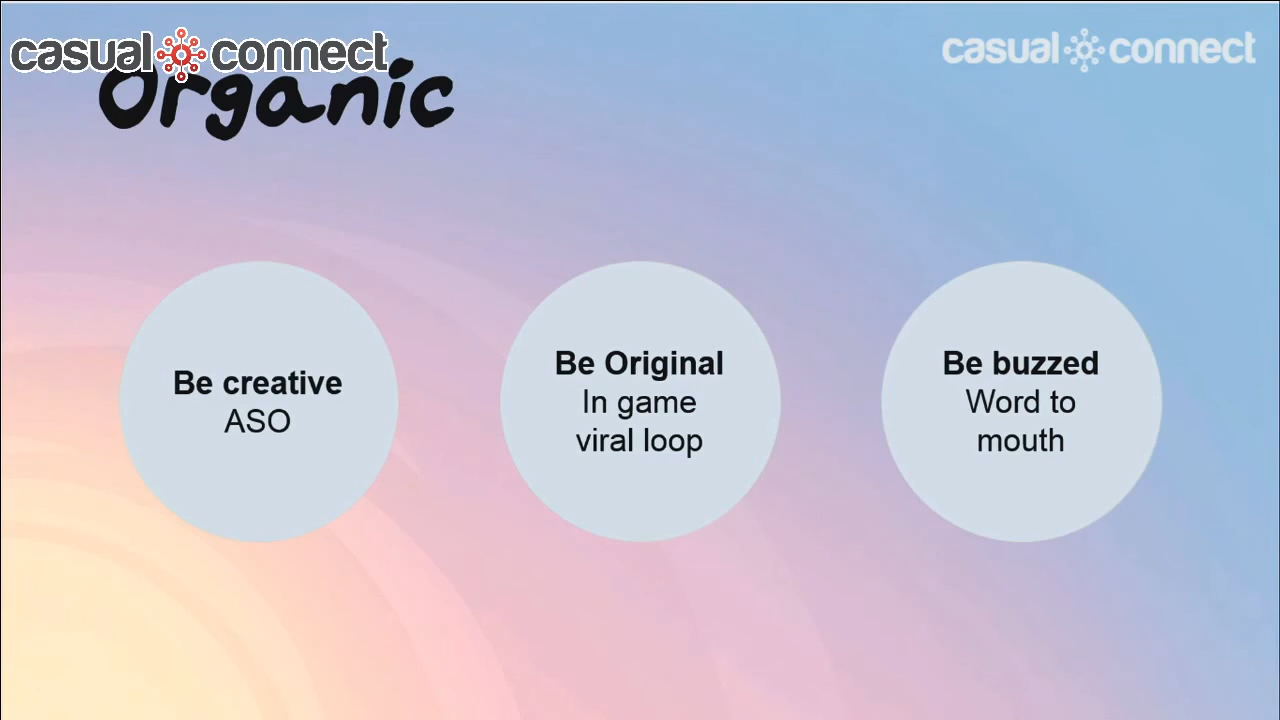 casual connect
casual connect
Organic
Be creative
ASO
Be Original
In game
viral loop
Be buzzed
Word to
mouth